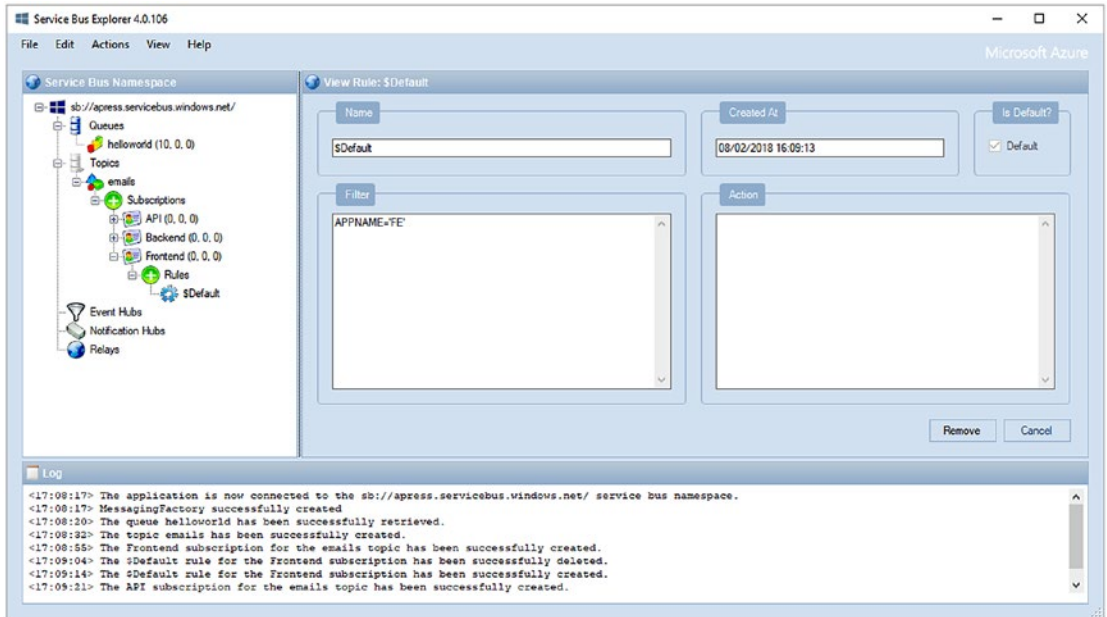 Service Bus Explorer 4.0.106
File Edit Actions View Help
Microsoft Azure
Service Bus Namespace
sb://apress.servicebus.windows.net/
Queues
helloworld (10, 0, 0)
Topics
emails
Subscriptions
API (0, 0, 0)
Backend (0, 0, 0)
Frontend (0, 0, 0)
Rules
$Default
Event Hubs
Notification Hubs
Relays
View Rule: $Default
Name
$Default
Created At
08/02/2018 16:09:13
Is Default?
Default
Filter
APPNAME='FE'
Action
Remove
Cancel
Log
<17:08:17> The application is now connected to the sb://apress.servicebus.windows.net/ service bus namespace.
<17:08:17> MessagingFactory successfully created
<17:08:20> The queue helloworld has been successfully retrieved.
<17:08:32> The topic emails has been successfully created.
<17:08:55> The Frontend subscription for the emails topic has been successfully created.
<17:09:04> The $Default rule for the Frontend subscription has been successfully deleted.
<17:09:14> The $Default rule for the Frontend subscription has been successfully created.
<17:09:21> The API subscription for the emails topic has been successfully created.